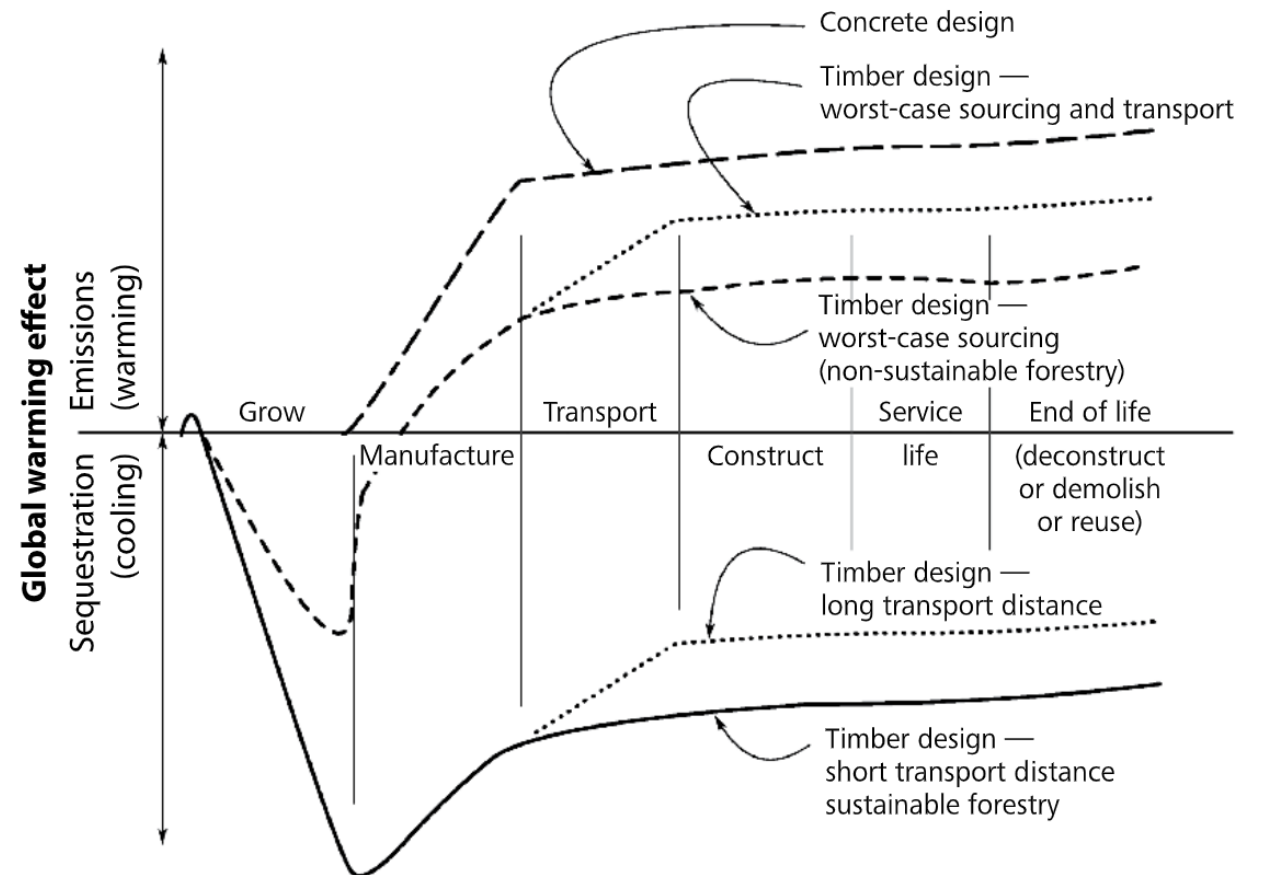 Concrete design
Timber design —
worst-case sourcing and transport
Global warming effect
Emissions
(warming)
Sequestration
(cooling)
Timber design —
worst-case sourcing
(non-sustainable forestry)
Grow
Manufacture
Transport
Construct
Service
life
End of life
(deconstruct
or demolish
or reuse)
Timber design —
long transport distance
Timber design —
short transport distance
sustainable forestry